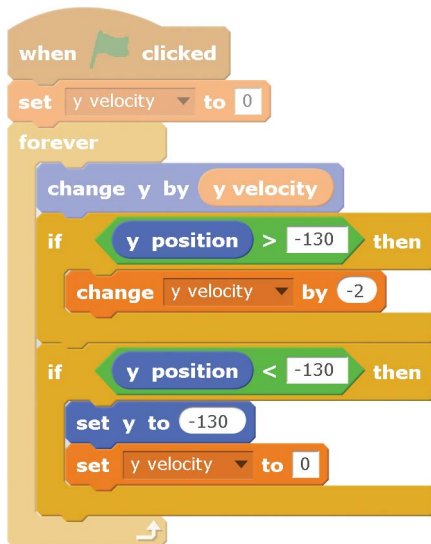 when clicked
set y velocity to 0
forever
change y by y velocity
if y position > -130 then
change y velocity by -2
if y position < -130 then
set y to -130
set y velocity to 0